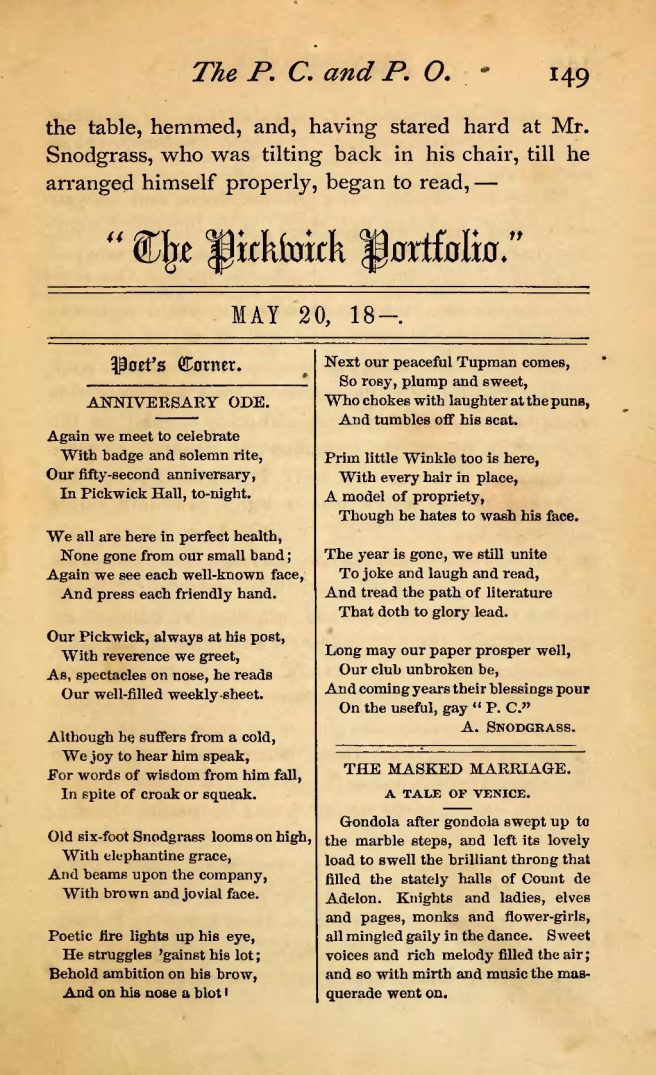 The P. C. and P. O. 149
the table, hemmed, and, having stared hard at Mr.
Snodgrass, who was tilting back in his chair, till he
arranged himself properly, began to read, —
"The Pickwick Portfolio."
MAY 20, 18—.
Poet's Corner.
ANNIVERSARY ODE.
Again we meet to celebrate
With badge and solemn rite,
Our fifty-second anniversary,
In Pickwick Hall, to-night.
We all are here in perfect health,
None gone from our small band;
Again we see each well-known face,
And press each friendly hand.
Our Pickwick, always at his post,
With reverence we greet,
As, spectacles on nose, he reads
Our well-filled weekly sheet.
Although he suffers from a cold,
We joy to hear him speak,
For words of wisdom from him fall,
In spite of croak or squeak.
Old six-foot Snodgrass looms on high,
With elephantine grace,
And beams upon the company,
With brown and jovial face.
Poetic fire lights up his eye,
He struggles 'gainst his lot;
Behold ambition on his brow,
And on his nose a blot!
Next our peaceful Tupman comes,
So rosy, plump and sweet,
Who chokes with laughter at the puns,
And tumbles off his seat.
Prim little Winkle too is here,
With every hair in place,
A model of propriety,
Though he hates to wash his face.
The year is gone, we still unite
To joke and laugh and read,
And tread the path of literature
That doth to glory lead.
Long may our paper prosper well,
Our club unbroken be,
And coming years their blessings pour
On the useful, gay "P. C."
A. SNODGRASS.
THE MASKED MARRIAGE.
A TALE OF VENICE.
Gondola after gondola swept up to
the marble steps, and left its lovely
load to swell the brilliant throng that
filled the stately halls of Count de
Adelon. Knights and ladies, elves
and pages, monks and flower-girls,
all mingled gaily in the dance. Sweet
voices and rich melody filled the air;
and so with mirth and music the mas-
querade went on.